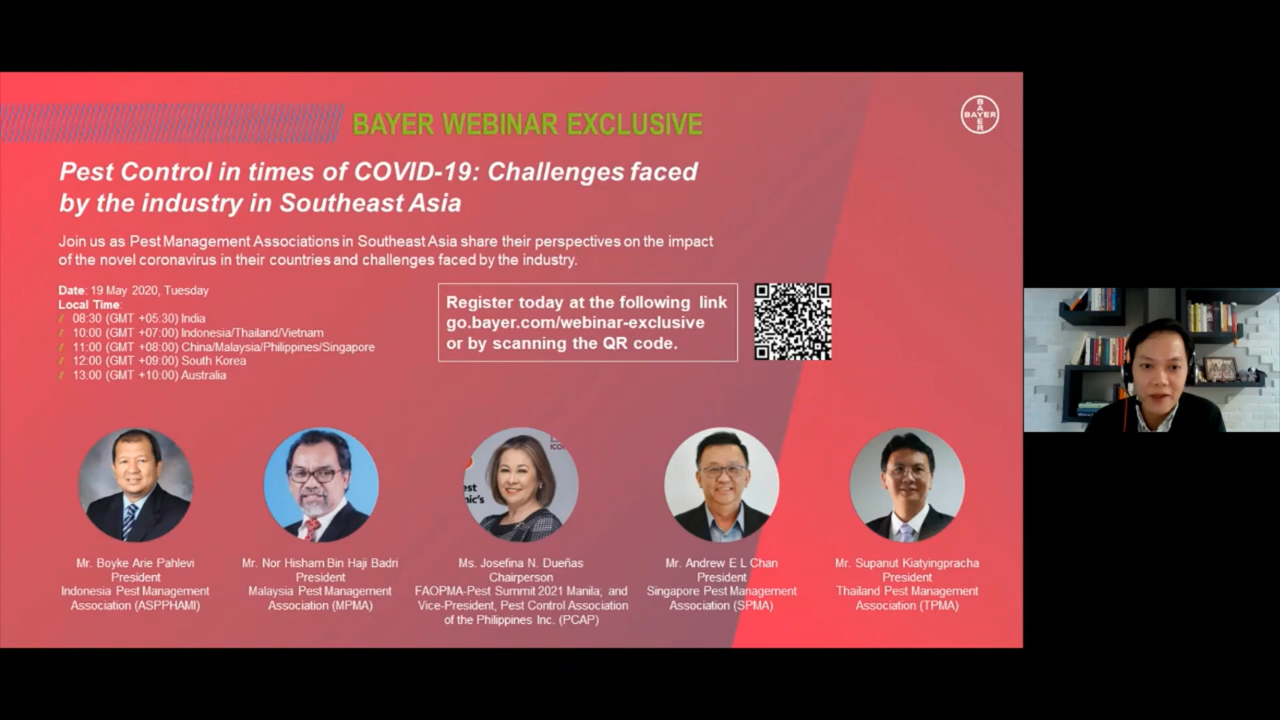 BAYER WEBINAR EXCLUSIVE
BAYER
BAYER
Pest Control in times of COVID-19: Challenges faced
by the industry in Southeast Asia
Join us as Pest Management Associations in Southeast Asia share their perspectives on the impact
of the novel coronavirus in their countries and challenges faced by the industry.
Date: 19 May 2020, Tuesday
Local Time:
08:30 (GMT +05:30) India
10:00 (GMT +07:00) Indonesia/Thailand/Vietnam
11:00 (GMT +08:00) China/Malaysia/Philippines/Singapore
12:00 (GMT +09:00) South Korea
13:00 (GMT +10:00) Australia
Register today at the following link
go.bayer.com/webinar-exclusive
or by scanning the QR code.
est
nic's
Mr. Boyke Arie Pahlevi
President
Indonesia Pest Management
Association (ASPPHAMI)
Mr. Nor Hisham Bin Haji Badri
President
Malaysia Pest Management
Association (MPMA)
Ms. Josefina N. Dueñas
Chairperson
FAOPMA-Pest Summit 2021 Manila; and
Vice-President, Pest Control Association
of the Philippines Inc. (PCAP)
Mr. Andrew E L Chan
President
Singapore Pest Management
Association (SPMA)
Mr. Supanut Kiatyingpracha
President
Thailand Pest Management
Association (TPMA)